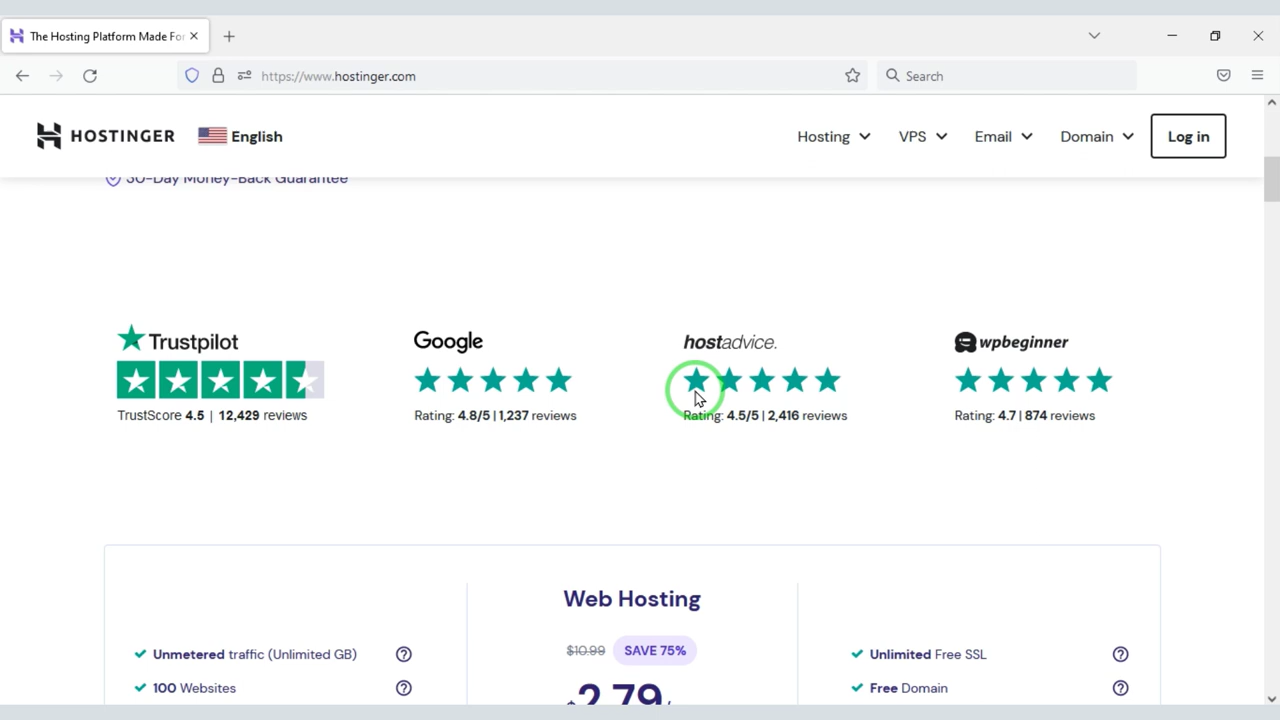 The Hosting Platform Made For
https://www.hostinger.com
Search
HOSTINGER
English
Hosting
VPS
Email
Domain
Log in
30-Day Money-Back Guarantee
Trustpilot
Google
hostadvice.
wpbeginner
TrustScore 4.5 | 12,429 reviews
Rating: 4.8/5 | 1,237 reviews
Rating: 4.5/5 | 2,416 reviews
Rating: 4.7 | 874 reviews
Web Hosting
$10.99 SAVE 75%
$2.79/
Unmetered traffic (Unlimited GB)
100 Websites
Unlimited Free SSL
Free Domain